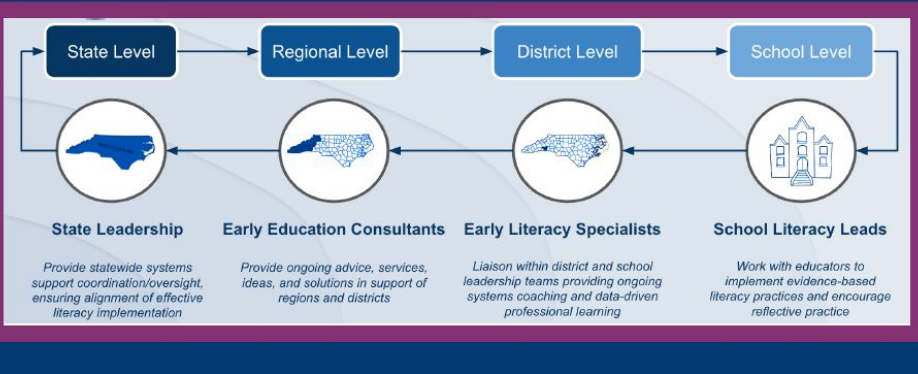 State Level
Regional Level
District Level
School Level
State Leadership
Provide statewide systems
support coordination/oversight,
ensuring alignment of effective
literacy implementation
Early Education Consultants
Provide ongoing advice, services,
ideas, and solutions in support of
regions and districts
Early Literacy Specialists
Liaison within district and school
leadership teams providing ongoing
systems coaching and data-driven
professional learning
School Literacy Leads
Work with educators to
implement evidence-based
literacy practices and encourage
reflective practice